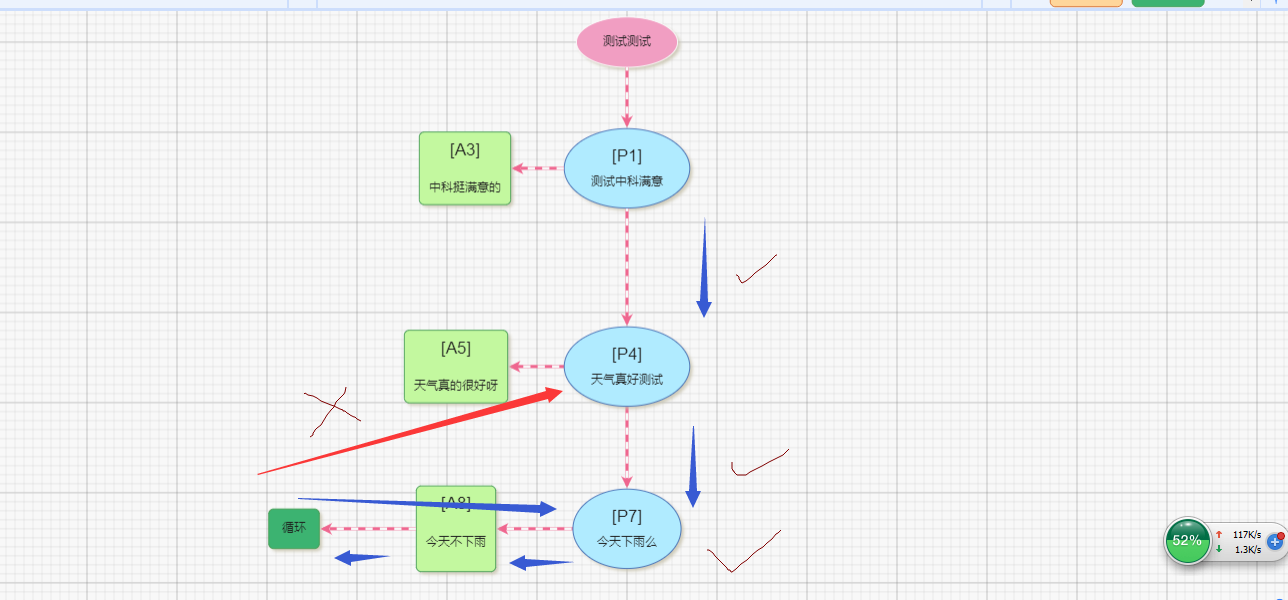 测试测试
[A3]
中科挺满意的
[P1]
测试中科满意
[A5]
天气真的很好呀
[P4]
天气真好测试
循环
[A8]
今天不下雨
[P7]
今天下雨么
52%
117K/s
1.3K/s